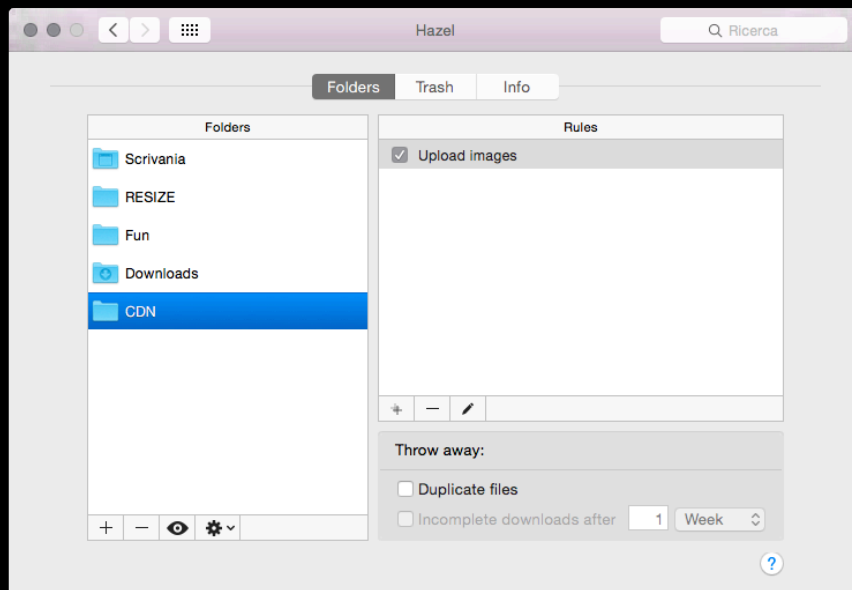 Hazel
Ricerca
Folders Trash Info
Folders
Scrivania
RESIZE
Fun
Downloads
CDN
Rules
Upload images
Throw away:
Duplicate files
Incomplete downloads after 1 Week
?